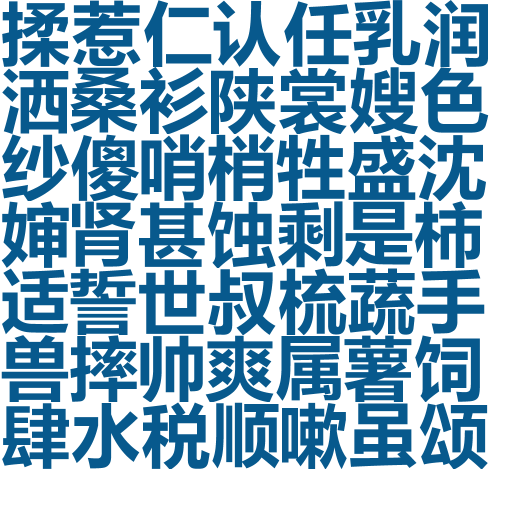 揉惹仁认任乳润
洒桑衫陕裳嫂色
纱傻哨梢牲盛沈
婶肾甚蚀剩是柿
适誓世叔梳蔬手
兽摔帅爽属薯饲
肆水税顺嗽虽颂